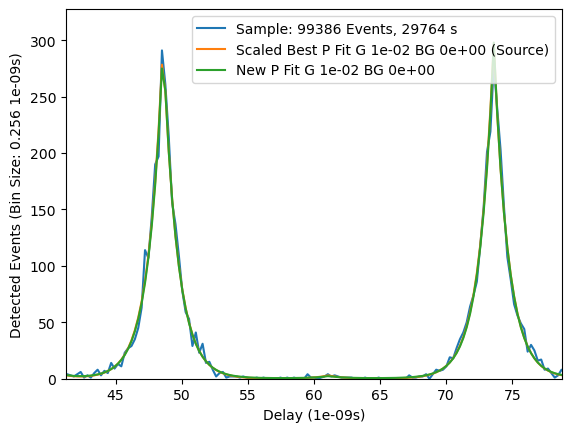 Sample: 99386 Events, 29764 s
Scaled Best P Fit G 1e-02 BG 0e+00 (Source)
New P Fit G 1e-02 BG 0e+00
Detected Events (Bin Size: 0.256 1e-09s)
300
250
200
150
100
50
0
45 50 55 60 65 70 75
Delay (1e-09s)